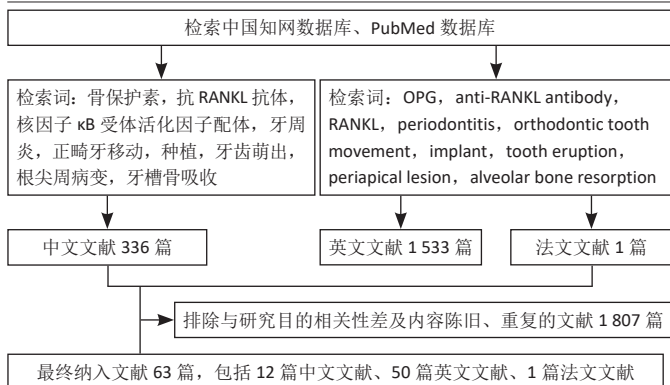 检索中国知网数据库、PubMed 数据库
检索词：骨保护素，抗 RANKL 抗体，
核因子 κB 受体活化因子配体，牙周
炎，正畸牙移动，种植，牙齿萌出，
根尖周病变，牙槽骨吸收
检索词：OPG，anti-RANKL antibody，
RANKL，periodontitis，orthodontic tooth
movement，implant，tooth eruption，
periapical lesion，alveolar bone resorption
中文文献 336 篇
英文文献 1 533 篇
法文文献 1 篇
排除与研究目的相关性差及内容陈旧、重复的文献 1 807 篇
最终纳入文献 63 篇，包括 12 篇中文文献、50 篇英文文献、1 篇法文文献